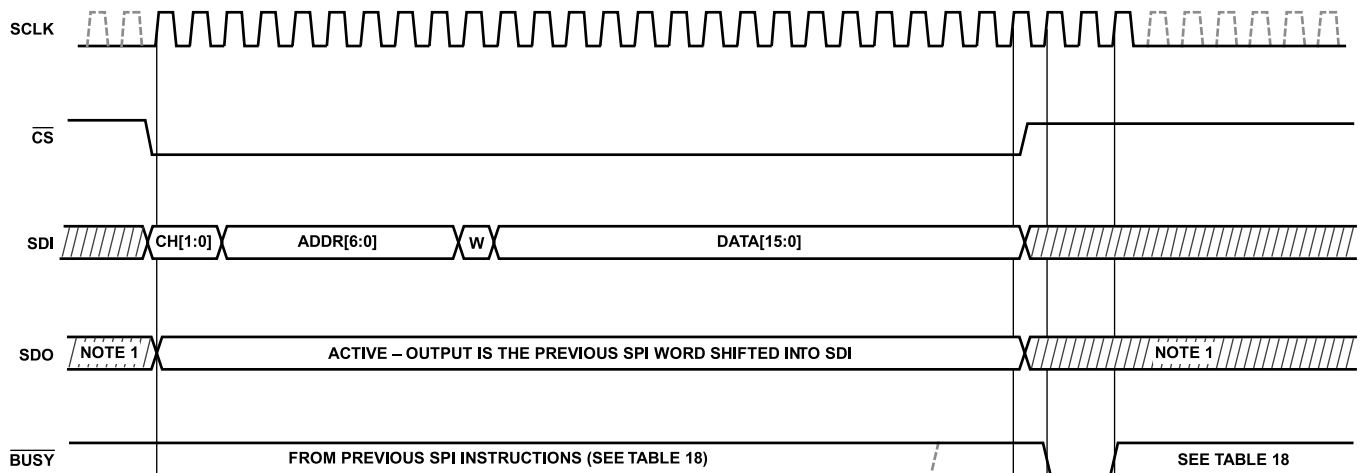 SCLK
CS
SDI
CH[1:0]
ADDR[6:0]
W
DATA[15:0]
SDO
NOTE 1
ACTIVE – OUTPUT IS THE PREVIOUS SPI WORD SHIFTED INTO SDI
NOTE 1
BUSY
FROM PREVIOUS SPI INSTRUCTIONS (SEE TABLE 18)
SEE TABLE 18